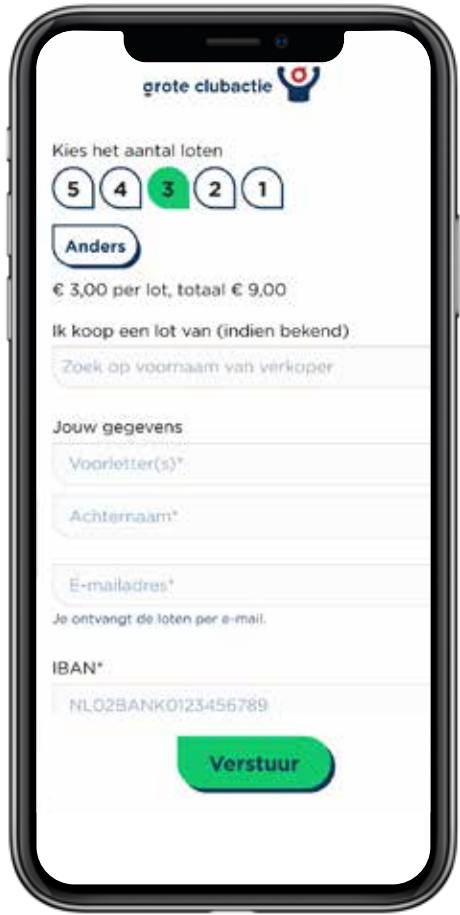 grote clubactie
Kies het aantal loten
5 4 3 2 1
Anders
€ 3,00 per lot, totaal € 9,00
Ik koop een lot van (indien bekend)
Zoek op voornaam van verkoper
Jouw gegevens
Voorletter(s)*
Achternaam*
E-mailadres*
Je ontvangt de loten per e-mail.
IBAN*
NL02BANK0123456789
Verstuur